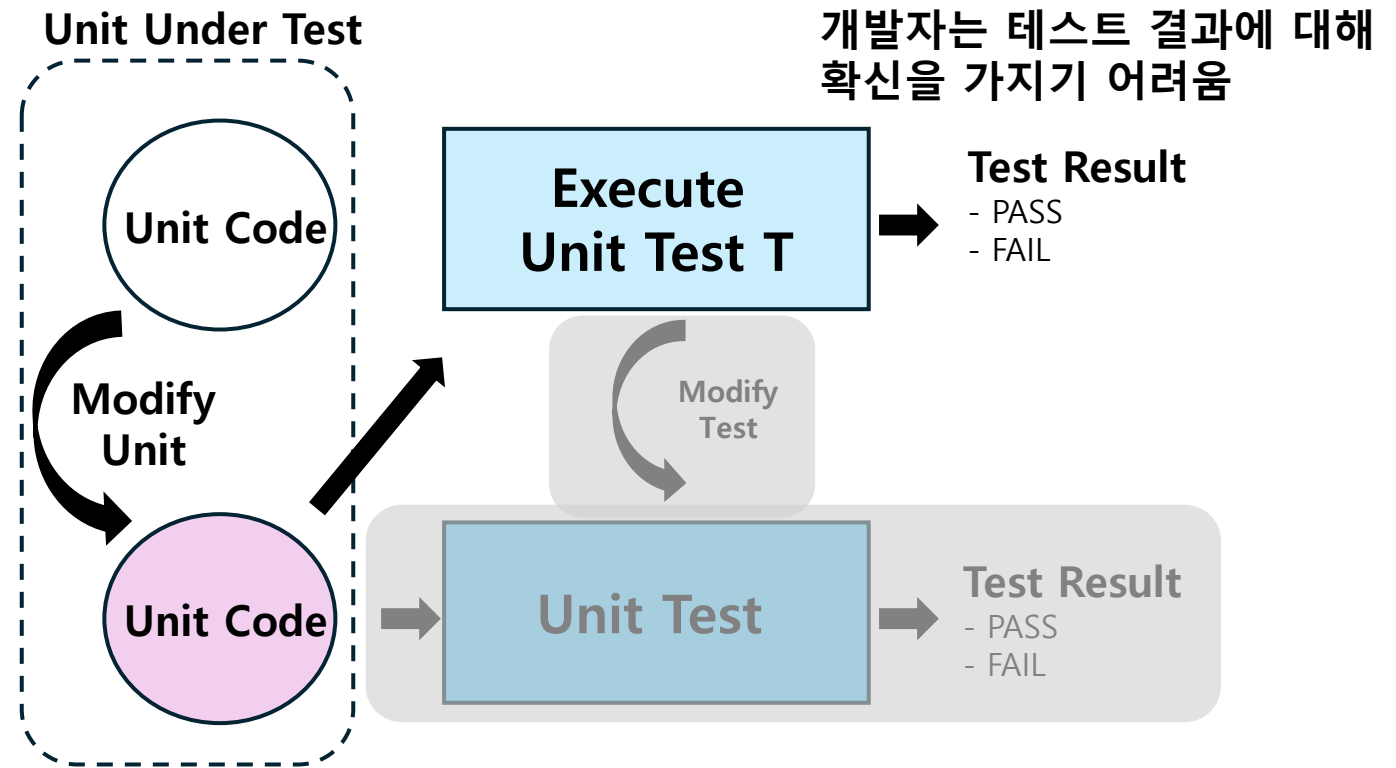 Unit Under Test
개발자는 테스트 결과에 대해
확신을 가지기 어려움
Unit Code
Execute
Unit Test T
Test Result
- PASS
- FAIL
Modify
Unit
Modify
Test
Unit Code
Unit Test
Test Result
- PASS
- FAIL